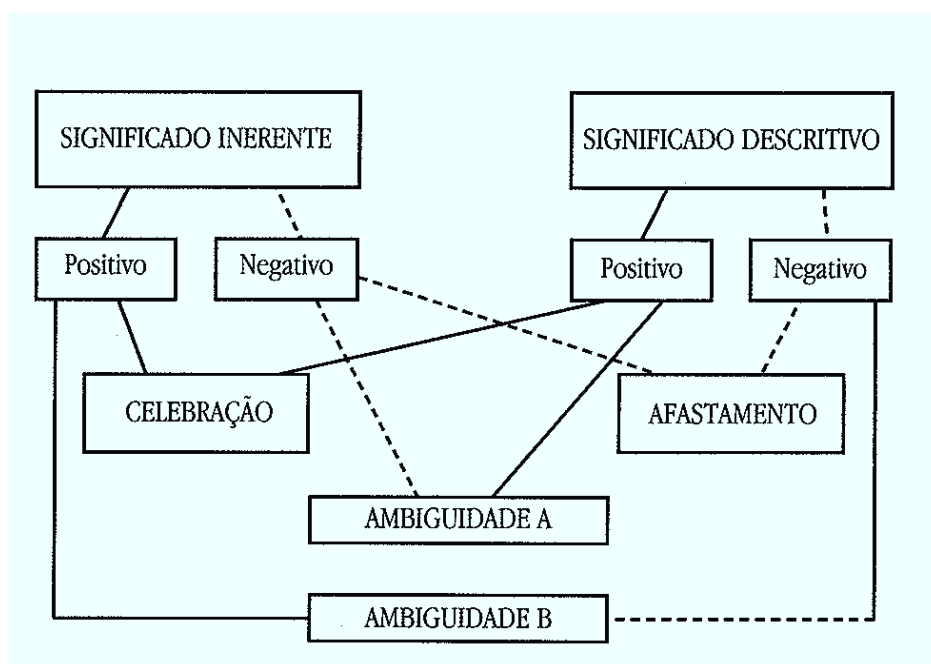 SIGNIFICADO INERENTE
SIGNIFICADO DESCRITIVO
Positivo
Negativo
Positivo
Negativo
CELEBRAÇÃO
AFASTAMENTO
AMBIGUIDADE A
AMBIGUIDADE B